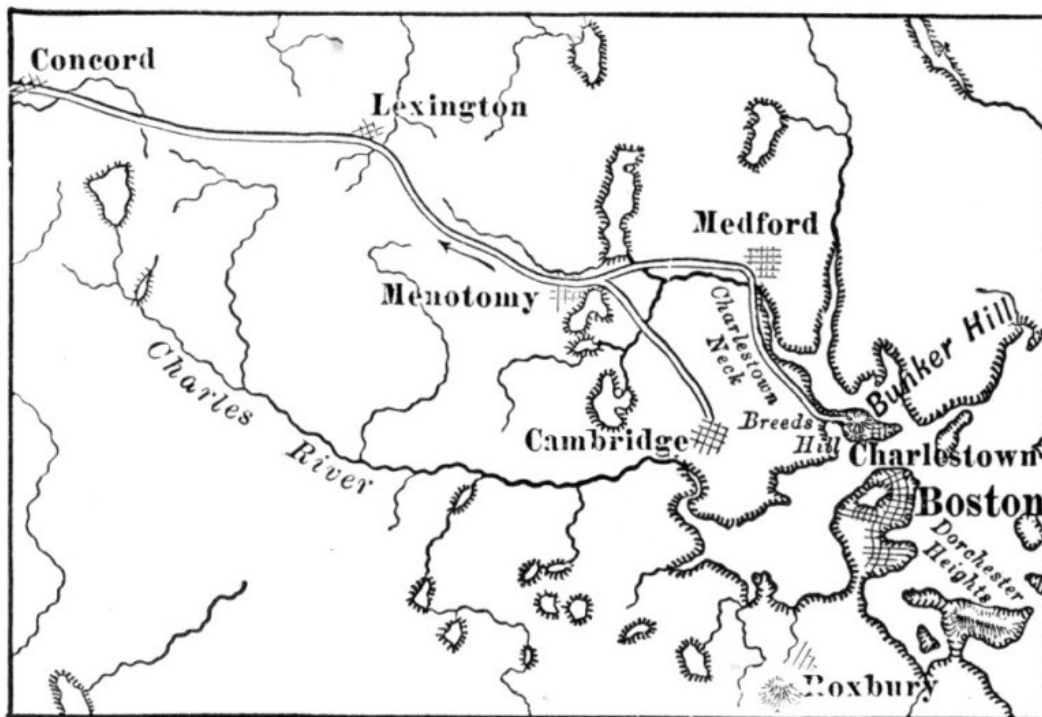 Concord
Lexington
Medford
Menotomy
Charlestown
Neck
Bunker Hill
Charles
River
Cambridge
Breeds
Hill
Charlestown
Boston
Dorchester
Heights
Roxbury